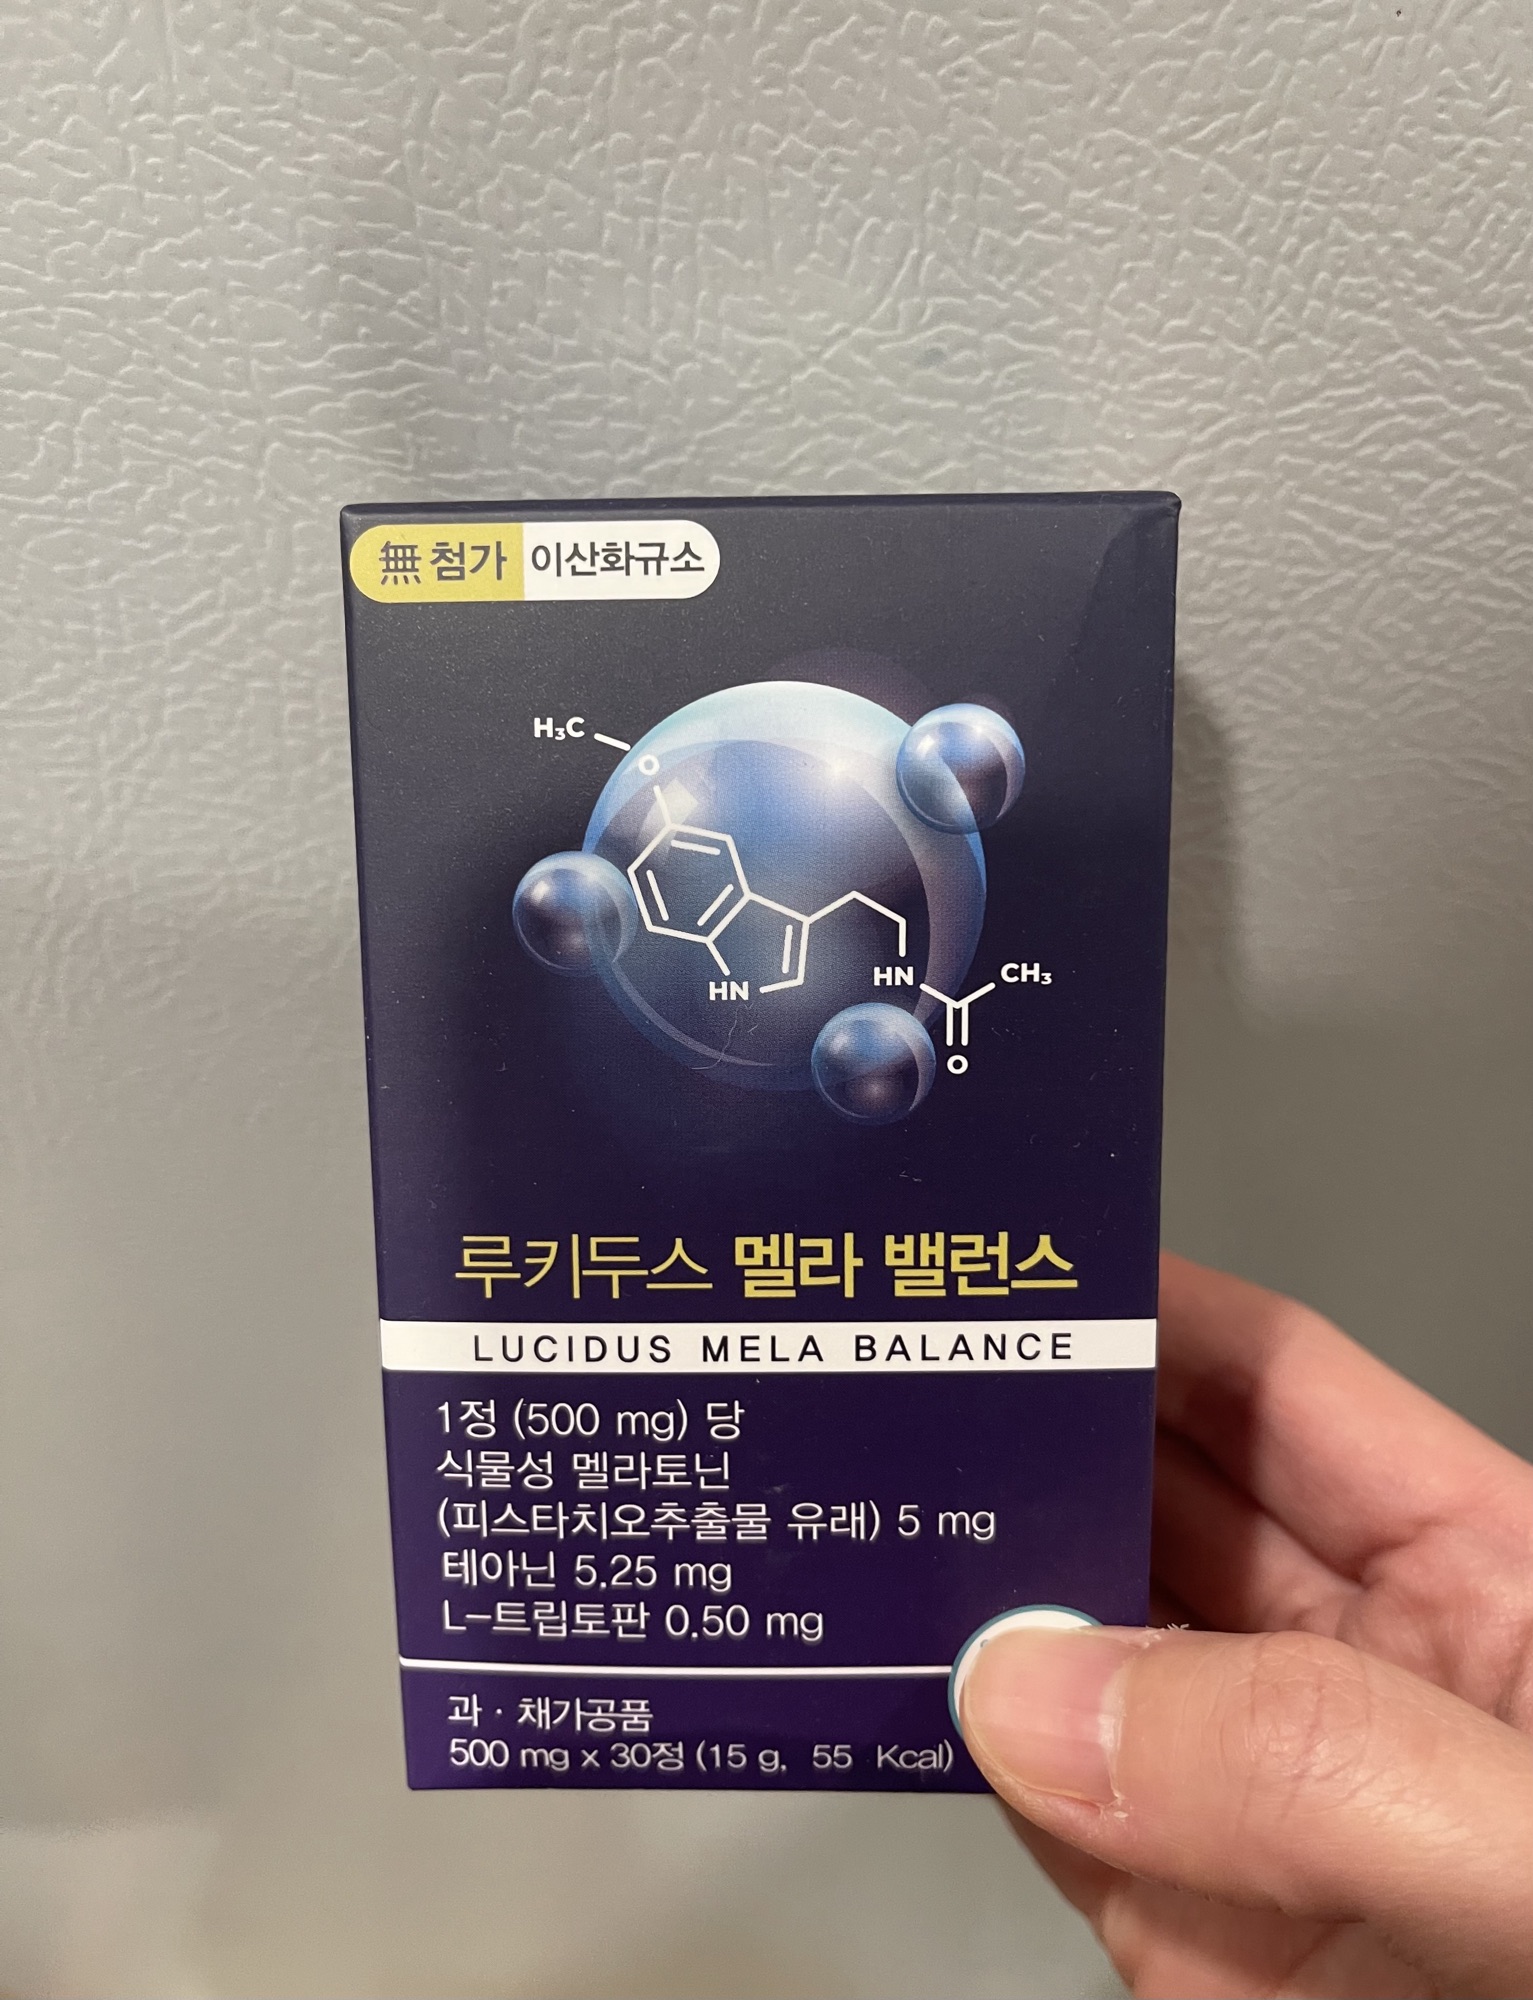 無 첨가 이산화규소
H₃C
O
HN
HN
CH₃
O
루키두스 멜라 밸런스
LUCIDUS MELA BALANCE
1정 (500 mg) 당
식물성 멜라토닌
(피스타치오추출물 유래) 5 mg
테아닌 5.25 mg
L-트립토판 0.50 mg
과 · 채가공품
500 mg x 30정 (15 g, 55 Kcal)